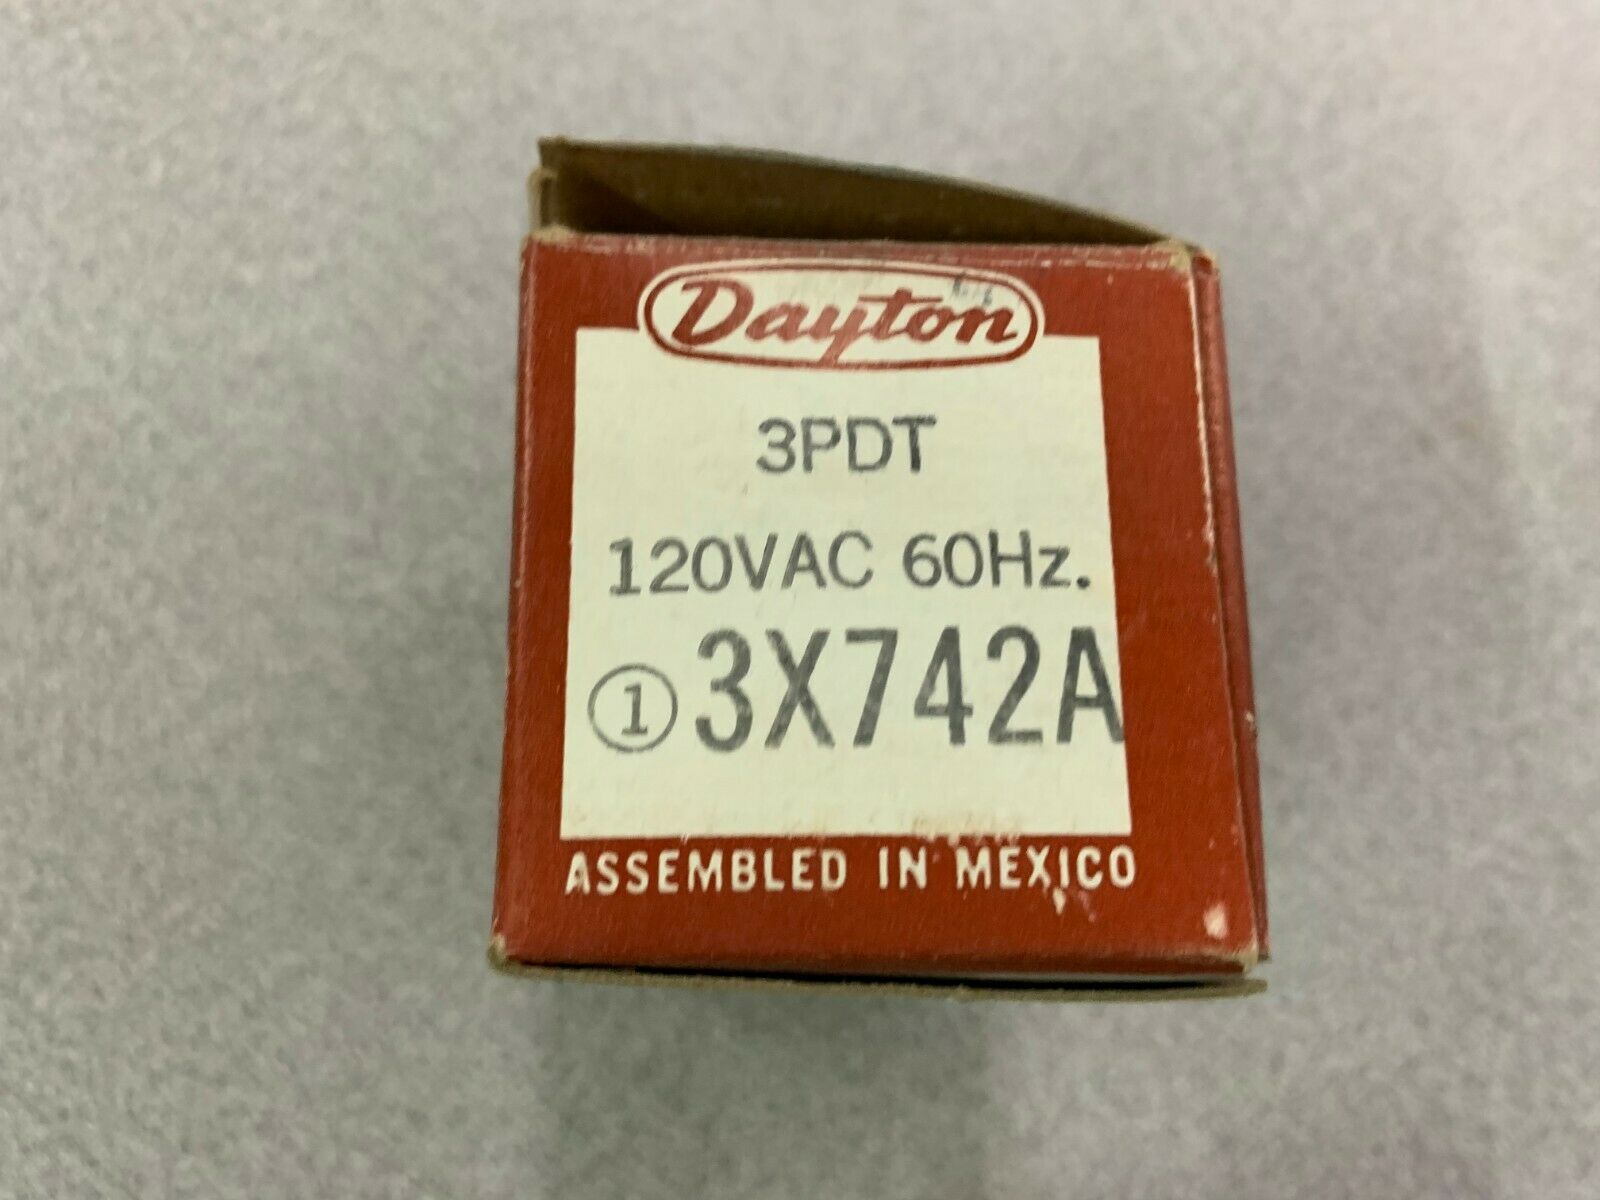 Dayton
3PDT
120VAC 60Hz.
① 3X742A
ASSEMBLED IN MEXICO